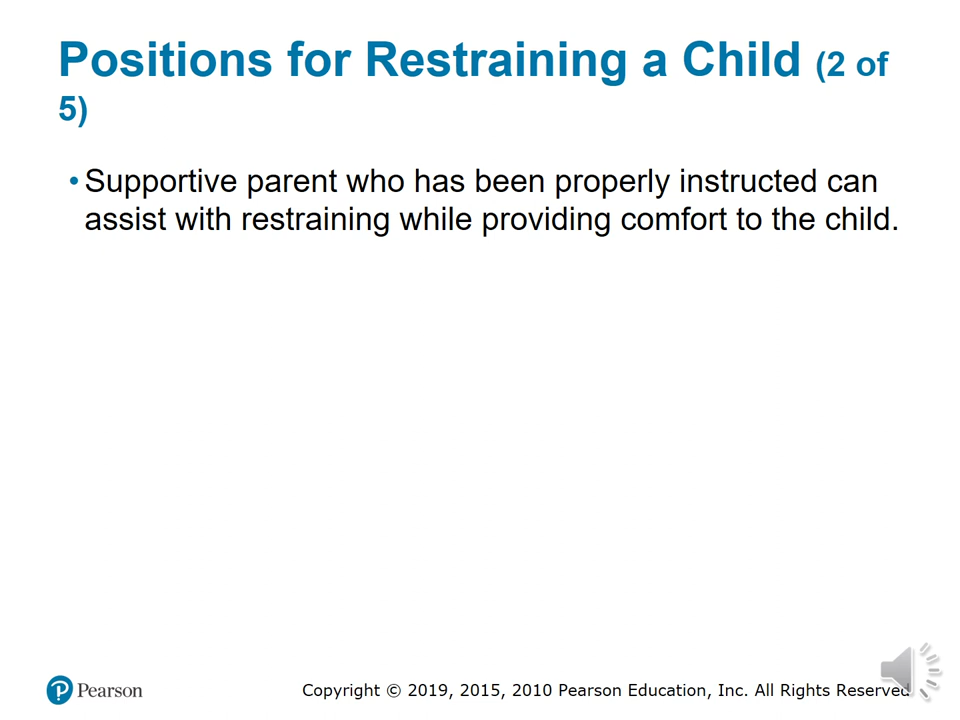 Positions for Restraining a Child (2 of
5)
• Supportive parent who has been properly instructed can
assist with restraining while providing comfort to the child.
Pearson
Copyright © 2019, 2015, 2010 Pearson Education, Inc. All Rights Reserved